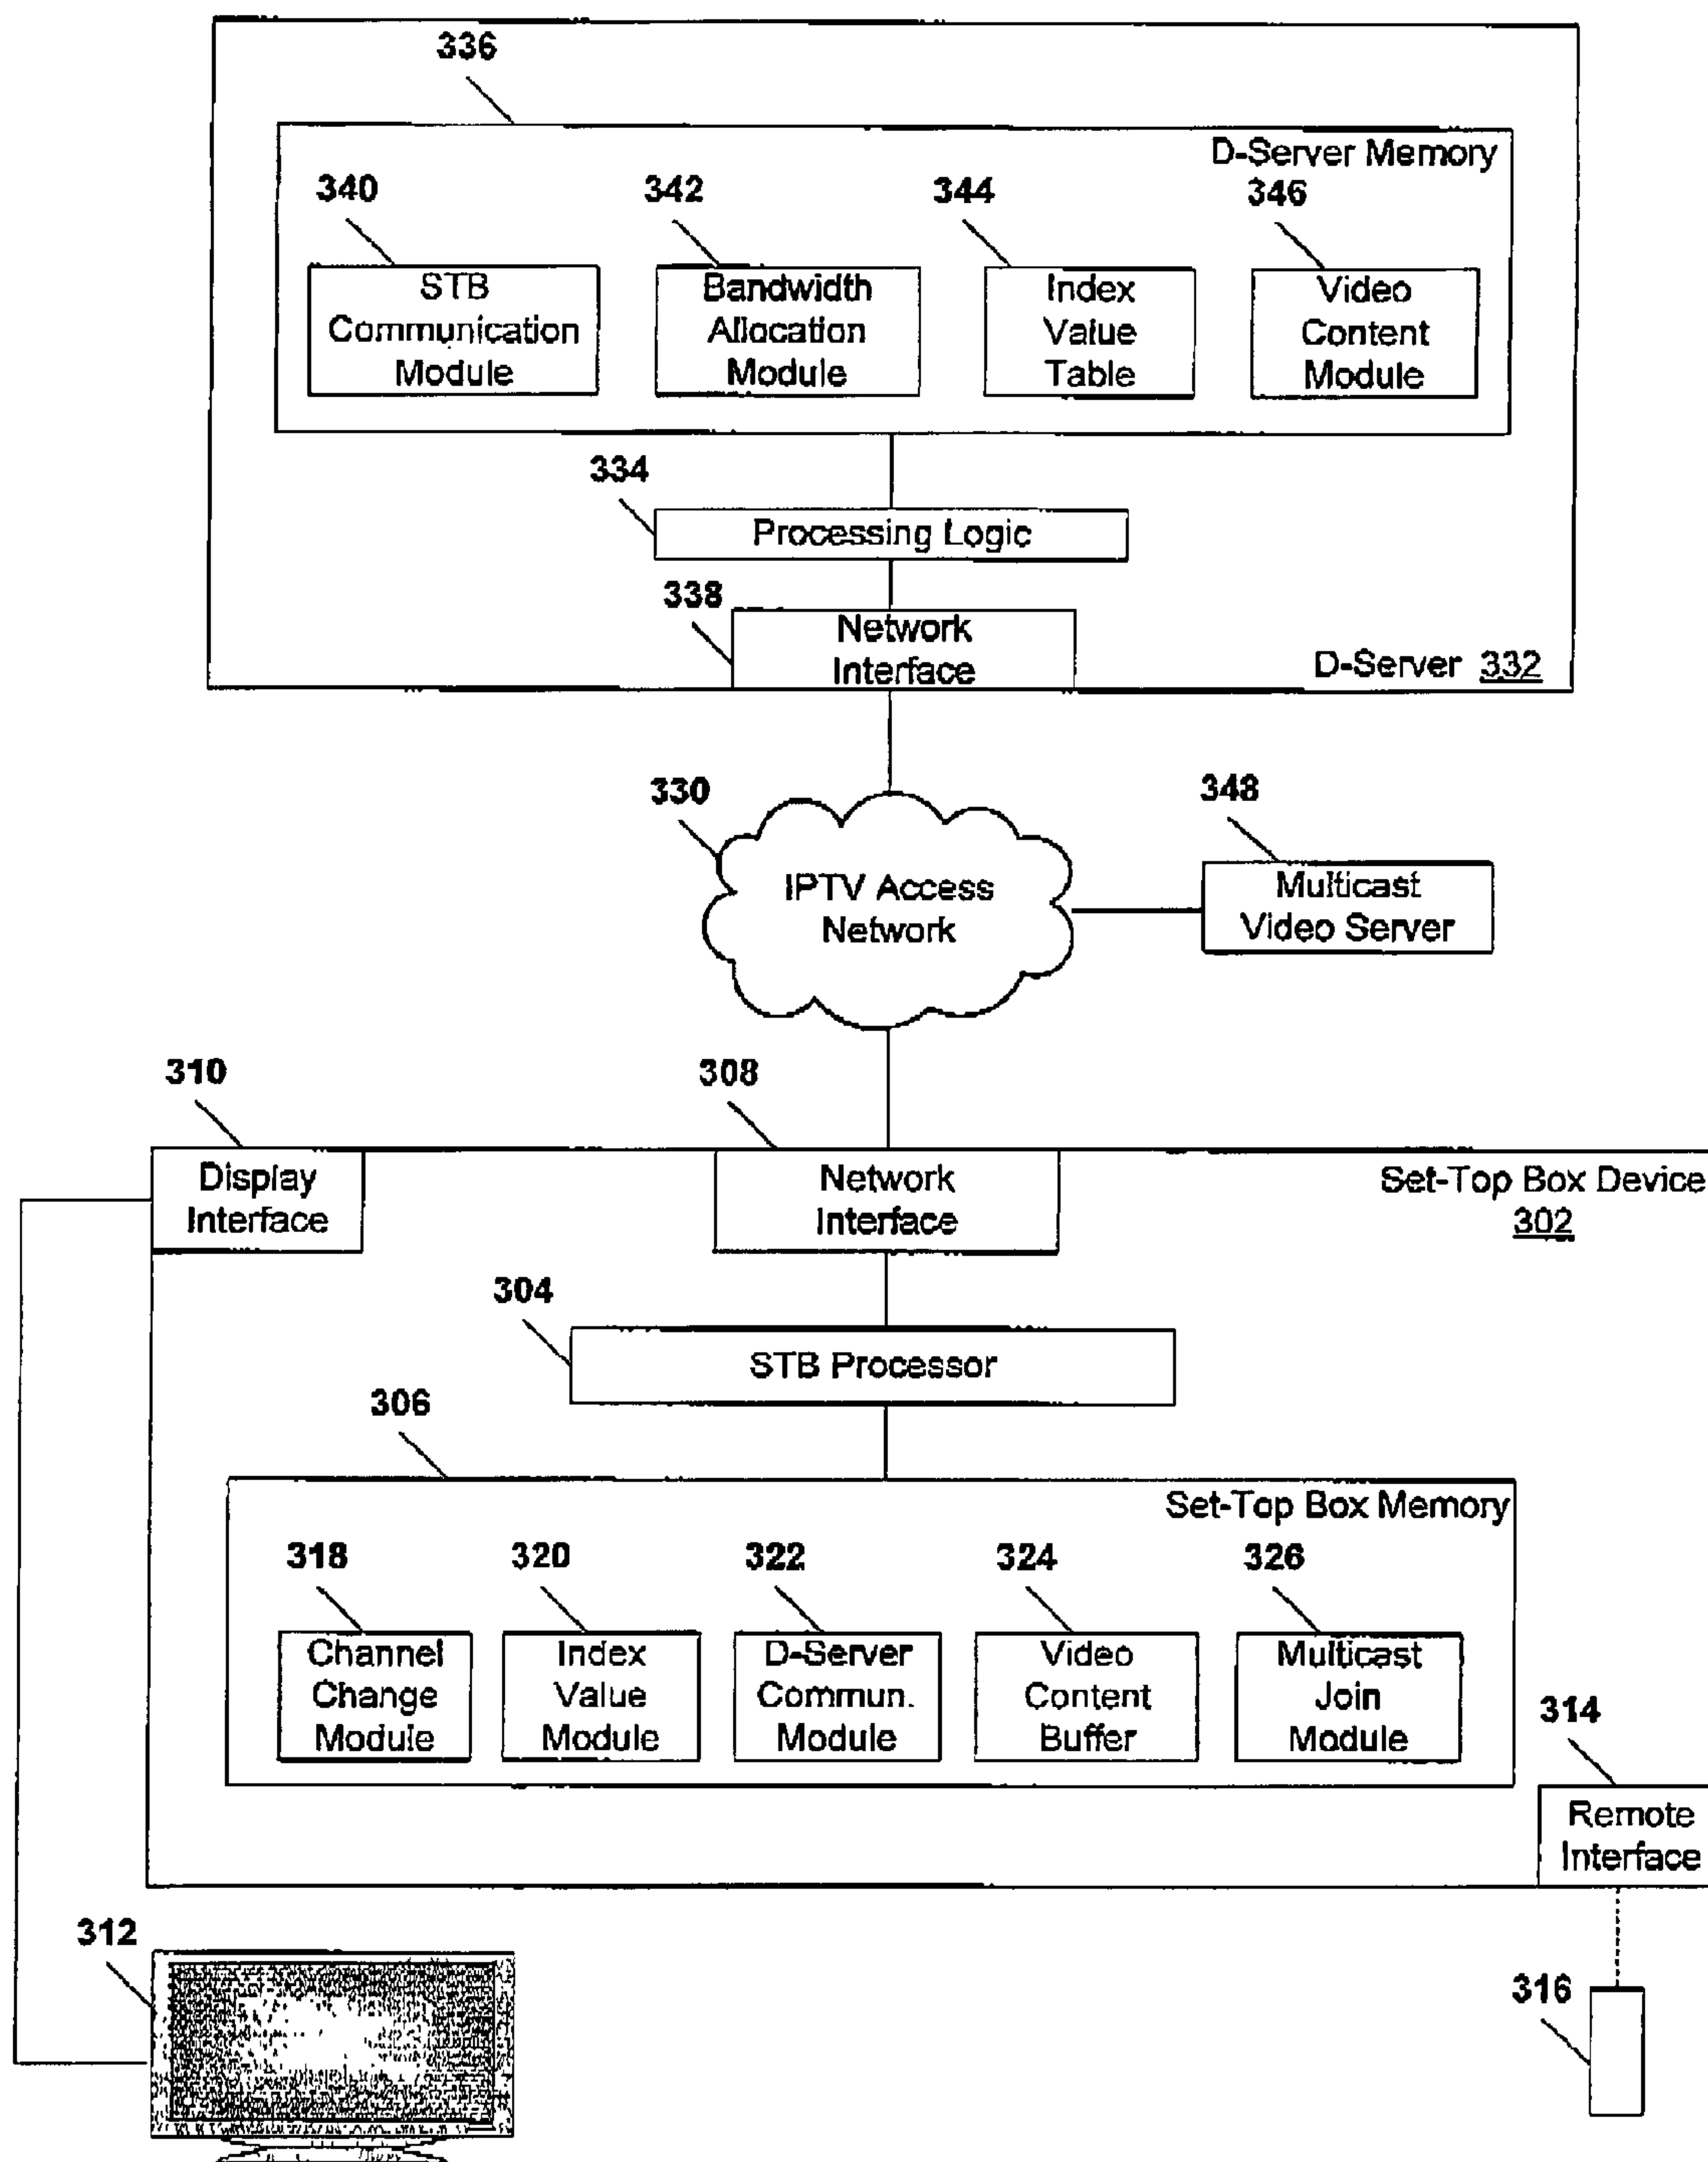 336
D-Server Memory
340
342
344
346
STB
Communication
Module
Bandwidth
Allocation
Module
Index
Value
Table
Video
Content
Module
334
Processing Logic
338
Network
Interface
D-Server 332
330
348
IPTV Access
Network
Multicast
Video Server
310
308
Display
Interface
Network
Interface
Set-Top Box Device
302
304
STB Processor
306
Set-Top Box Memory
318
320
322
324
326
Channel
Change
Module
Index
Value
Module
D-Server
Commun.
Module
Video
Content
Buffer
Multicast
Join
Module
314
Remote
Interface
312
316